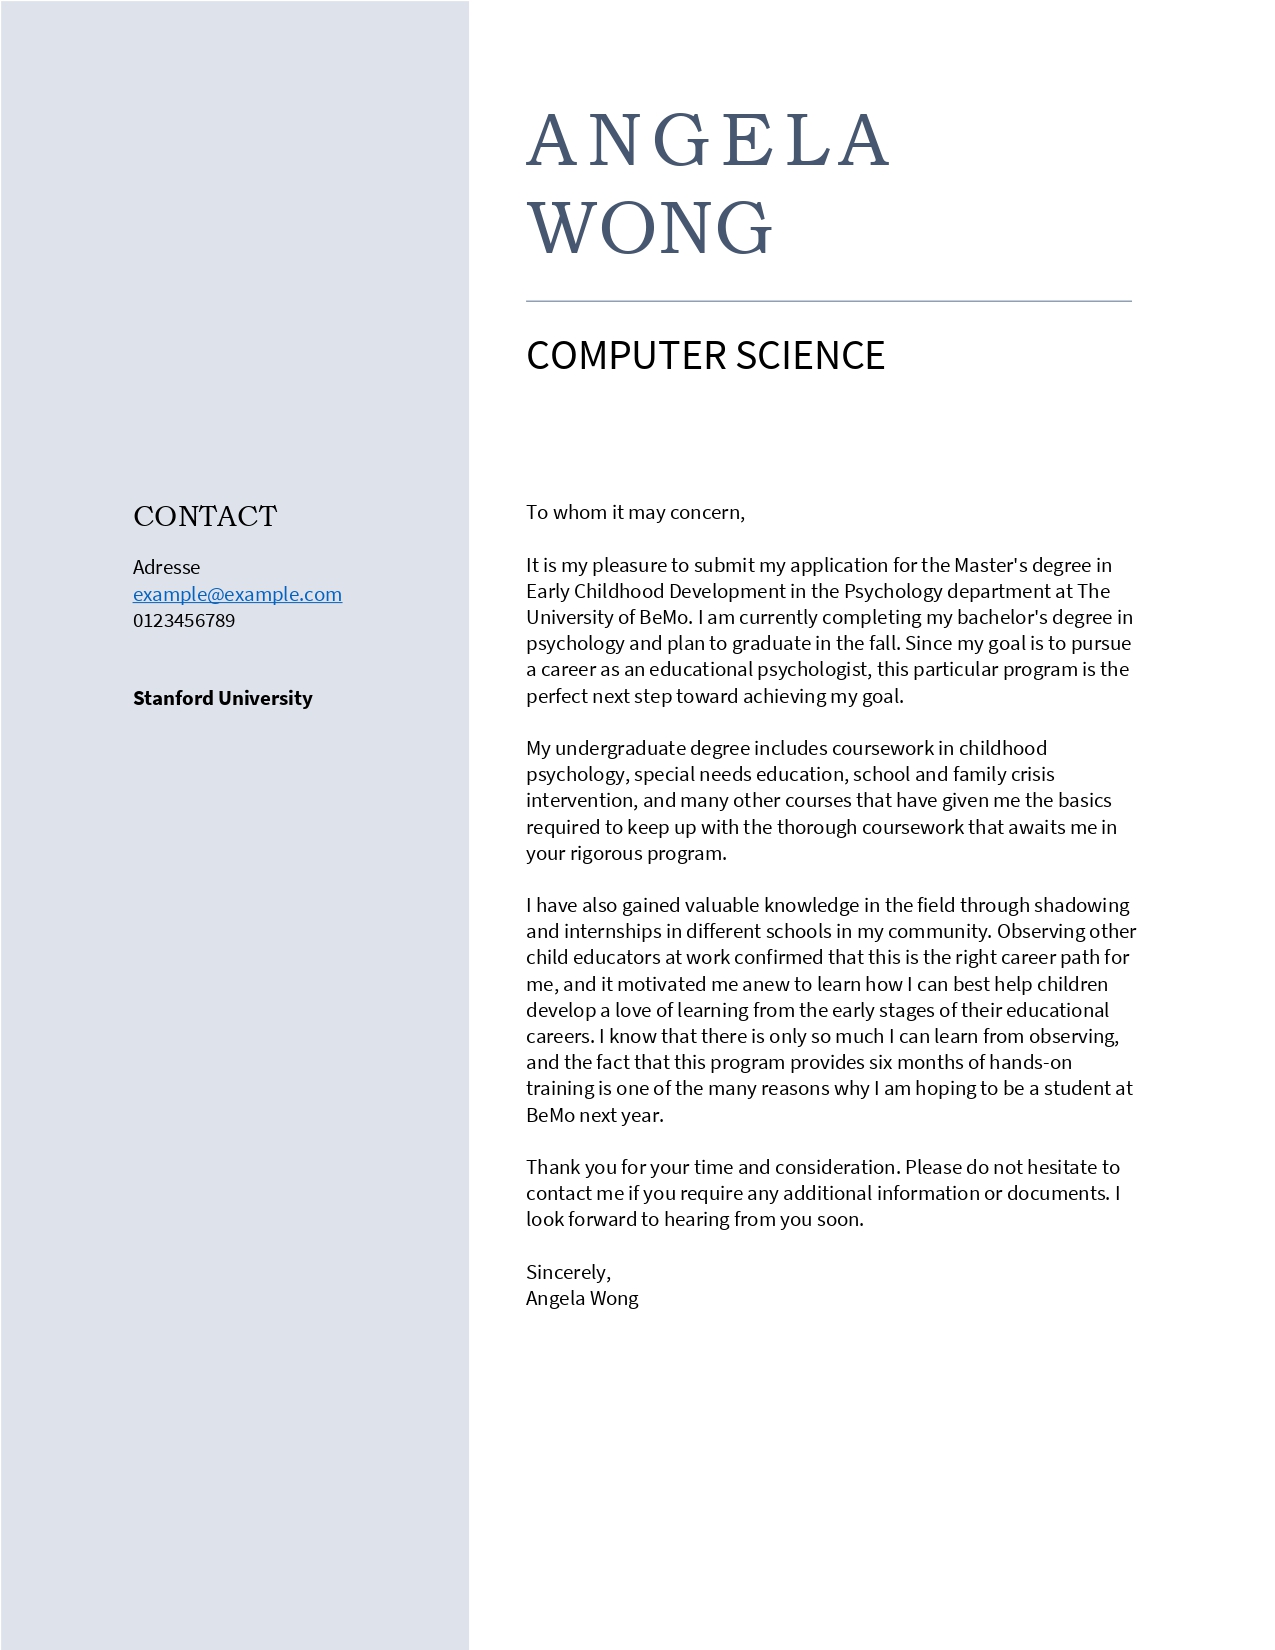 ANGELA
WONG
COMPUTER SCIENCE
CONTACT
Adresse
example@example.com
0123456789
Stanford University
To whom it may concern,
It is my pleasure to submit my application for the Master's degree in
Early Childhood Development in the Psychology department at The
University of BeMo. I am currently completing my bachelor's degree in
psychology and plan to graduate in the fall. Since my goal is to pursue
a career as an educational psychologist, this particular program is the
perfect next step toward achieving my goal.
My undergraduate degree includes coursework in childhood
psychology, special needs education, school and family crisis
intervention, and many other courses that have given me the basics
required to keep up with the thorough coursework that awaits me in
your rigorous program.
I have also gained valuable knowledge in the field through shadowing
and internships in different schools in my community. Observing other
child educators at work confirmed that this is the right career path for
me, and it motivated me anew to learn how I can best help children
develop a love of learning from the early stages of their educational
careers. I know that there is only so much I can learn from observing,
and the fact that this program provides six months of hands-on
training is one of the many reasons why I am hoping to be a student at
BeMo next year.
Thank you for your time and consideration. Please do not hesitate to
contact me if you require any additional information or documents. I
look forward to hearing from you soon.
Sincerely,
Angela Wong